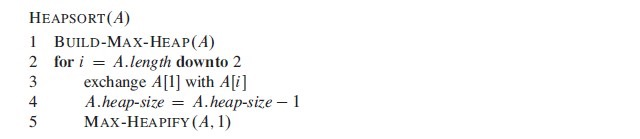 HEAPSORT(A)
1 BUILD-MAX-HEAP(A)
2 for i = A.length downto 2
3 exchange A[1] with A[i]
4 A.heap-size = A.heap-size − 1
5 MAX-HEAPIFY(A, 1)